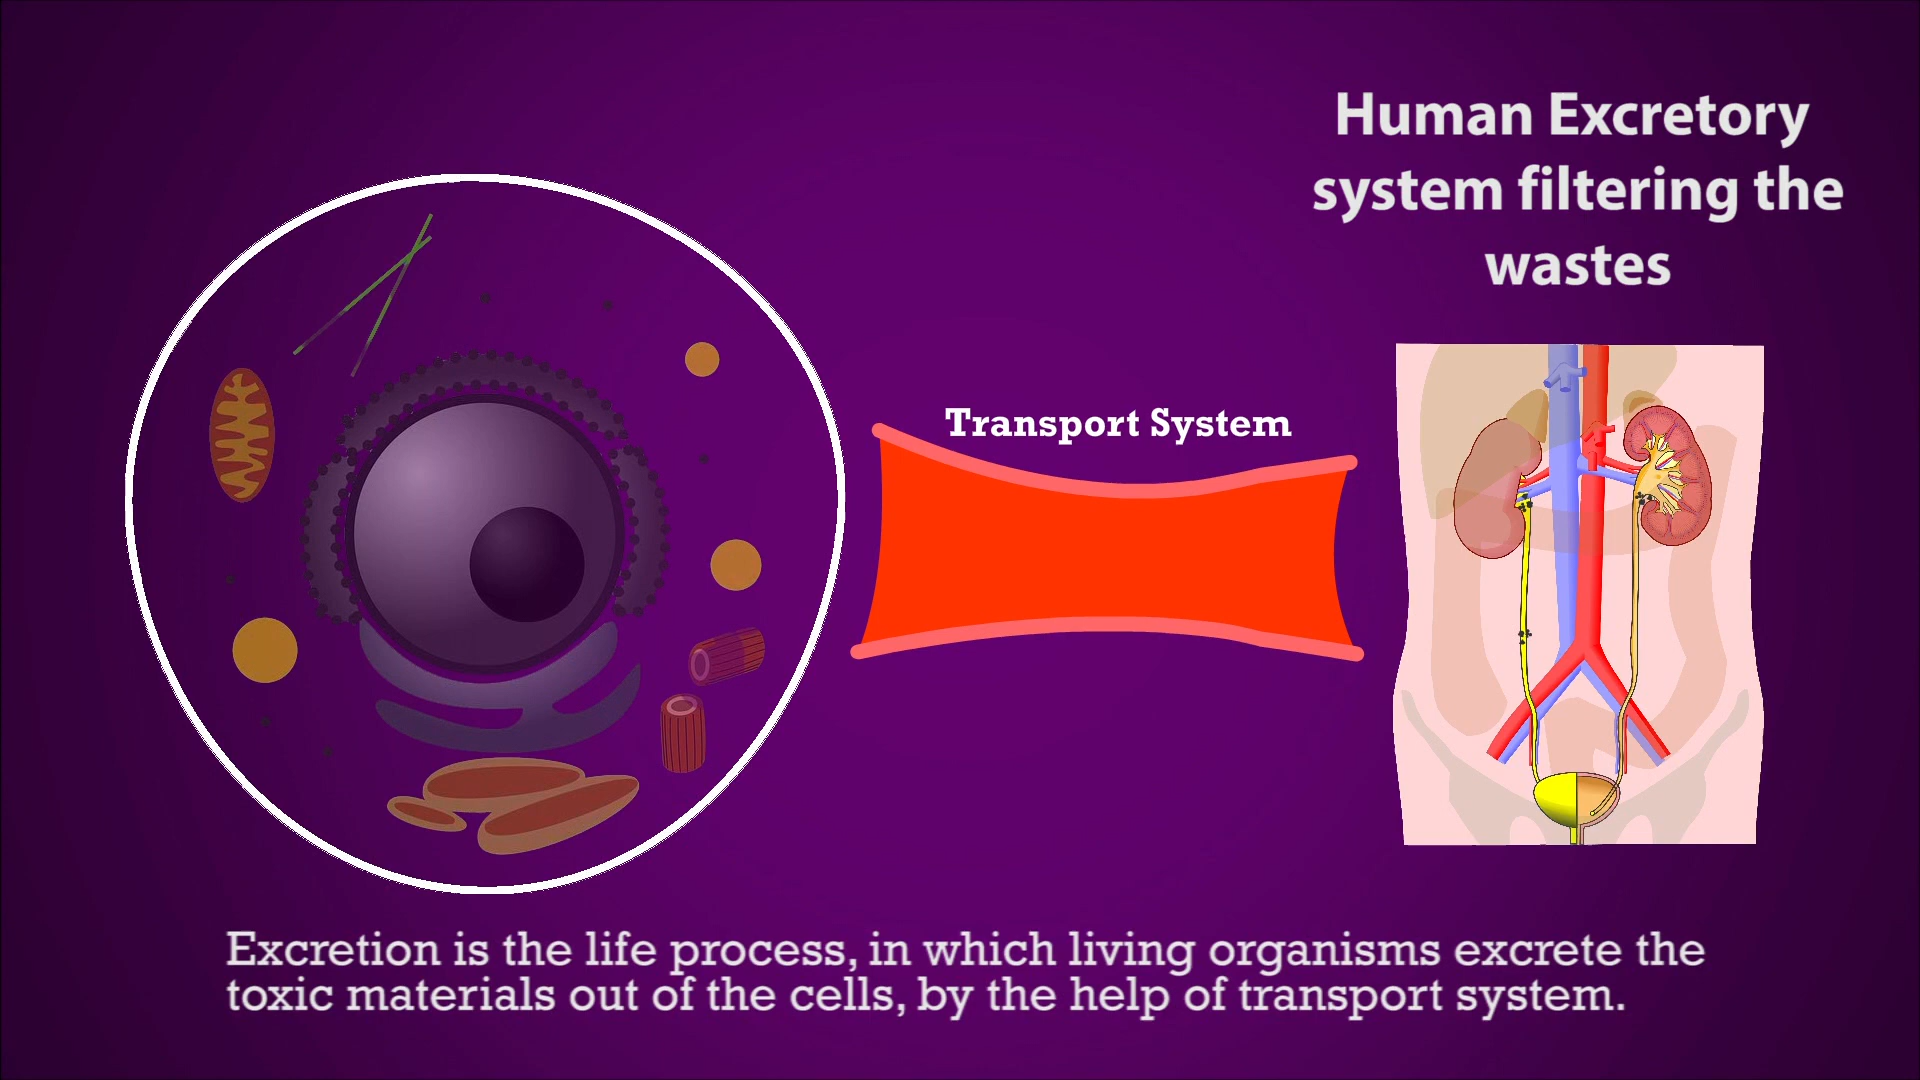 Human Excretory
system filtering the
wastes
Transport System
Excretion is the life process, in which living organisms excrete the
toxic materials out of the cells, by the help of transport system.